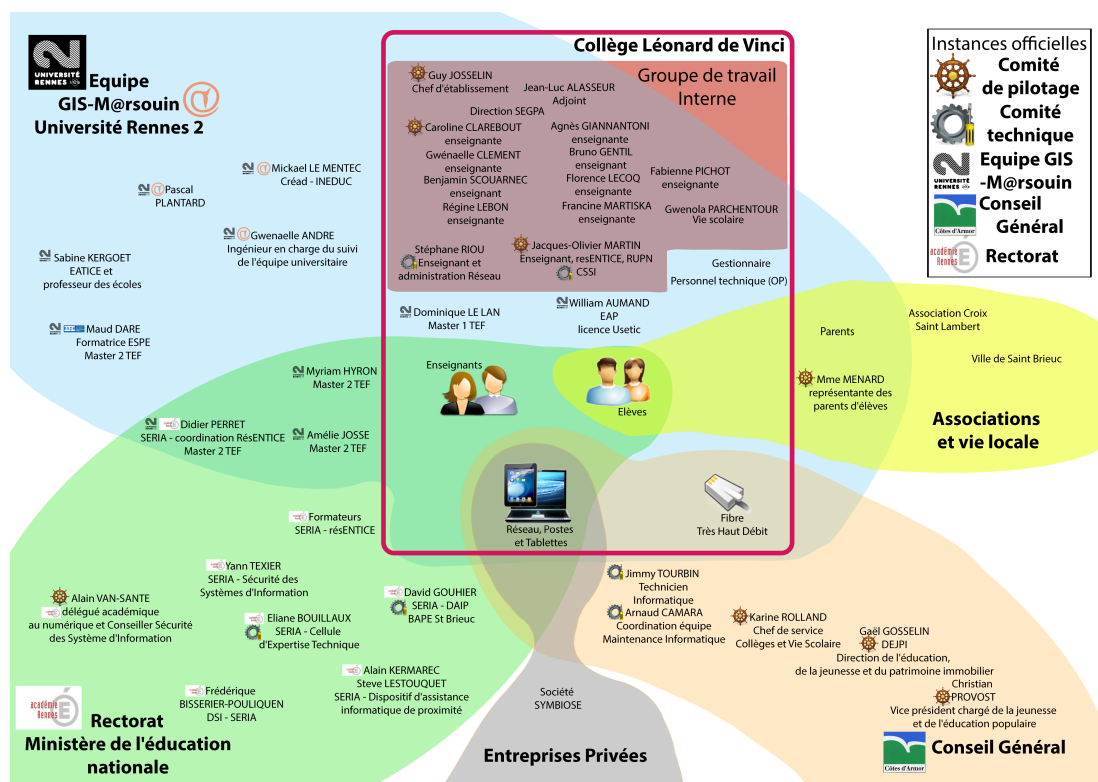 UNIVERSITÉ
RENNES
Equipe
GIS-M@rsouin
Université Rennes 2
Mickael LE MENTEC
Créad - INEDUC
Pascal
PLANTARD
Gwenaelle ANDRE
Ingénieur en charge du suivi
de l'équipe universitaire
Sabine KERGOET
EATICE et
professeur des écoles
Maud DARE
Formatrice ESPE
Master 2 TEF
Myriam HYRON
Master 2 TEF
Didier PERRET
SERIA - coordination RésENTICE
Master 2 TEF
Amélie JOSSE
Master 2 TEF
Collège Léonard de Vinci
Groupe de travail
Interne
Guy JOSSELIN
Chef d'établissement
Jean-Luc ALASSEUR
Adjoint
Direction SEGPA
Caroline CLAREBOUT
enseignante
Agnès GIANNANTONI
enseignante
Gwénaelle CLEMENT
enseignante
Bruno GENTIL
enseignant
Benjamin SCOUARNEC
enseignant
Florence LECOQ
enseignante
Fabienne PICHOT
enseignante
Régine LEBON
enseignante
Francine MARTISKA
enseignante
Gwenola PARCHENTOUR
Vie scolaire
Stéphane RIOU
Enseignant et
administration Réseau
Jacques-Olivier MARTIN
Enseignant, resENTICE, RUPN
CSSI
Gestionnaire
Personnel technique (OP)
Dominique LE LAN
Master 1 TEF
William AUMAND
EAP
licence Usetic
Enseignants
Elèves
Réseau, Postes
et Tablettes
Fibre
Très Haut Débit
Instances officielles
Comité
de pilotage
Comité
technique
UNIVERSITÉ
RENNES
Equipe GIS
-M@rsouin
Côtes d'Armor
Conseil
Général
académie
Rennes
Rectorat
Parents
Association Croix
Saint Lambert
Ville de Saint Brieuc
Mme MENARD
représentante des
parents d'élèves
Associations
et vie locale
Formateurs
SERIA - résENTICE
Yann TEXIER
SERIA - Sécurité des
Systèmes d'Information
Alain VAN-SANTE
délégué académique
au numérique et Conseiller Sécurité
des Système d'Information
Eliane BOUILLAUX
SERIA - Cellule
d'Expertise Technique
David GOUHIER
SERIA - DAIP
BAPE St Brieuc
Alain KERMAREC
Steve LESTOUQUET
SERIA - Dispositif d'assistance
informatique de proximité
Frédérique
BISSERIER-POULIQUEN
DSI - SERIA
académie
Rennes
Rectorat
Ministère de l'éducation
nationale
Société
SYMBIOSE
Entreprises Privées
Jimmy TOURBIN
Technicien
Informatique
Arnaud CAMARA
Coordination équipe
Maintenance Informatique
Karine ROLLAND
Chef de service
Collèges et Vie Scolaire
Gaël GOSSELIN
DEJPI
Direction de l'éducation,
de la jeunesse et du patrimoine immobilier
Christian
PROVOST
Vice président chargé de la jeunesse
et de l'éducation populaire
Côtes d'Armor
Conseil Général